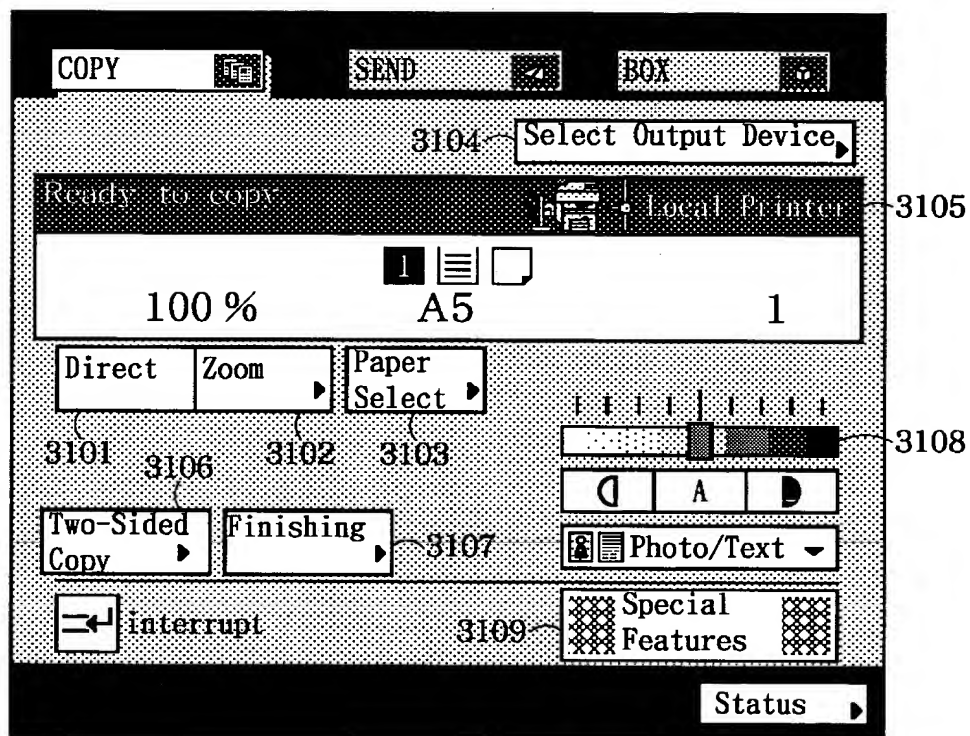 COPY SEND BOX
3104 Select Output Device
Ready to copy. Local Printer 3105
1
100 % A5 1
Direct Zoom Paper
Select
3101 3102 3103 3108
3106
A
Two-Sided
Copy Finishing 3107 Photo/Text
interrupt 3109 Special
Features
Status